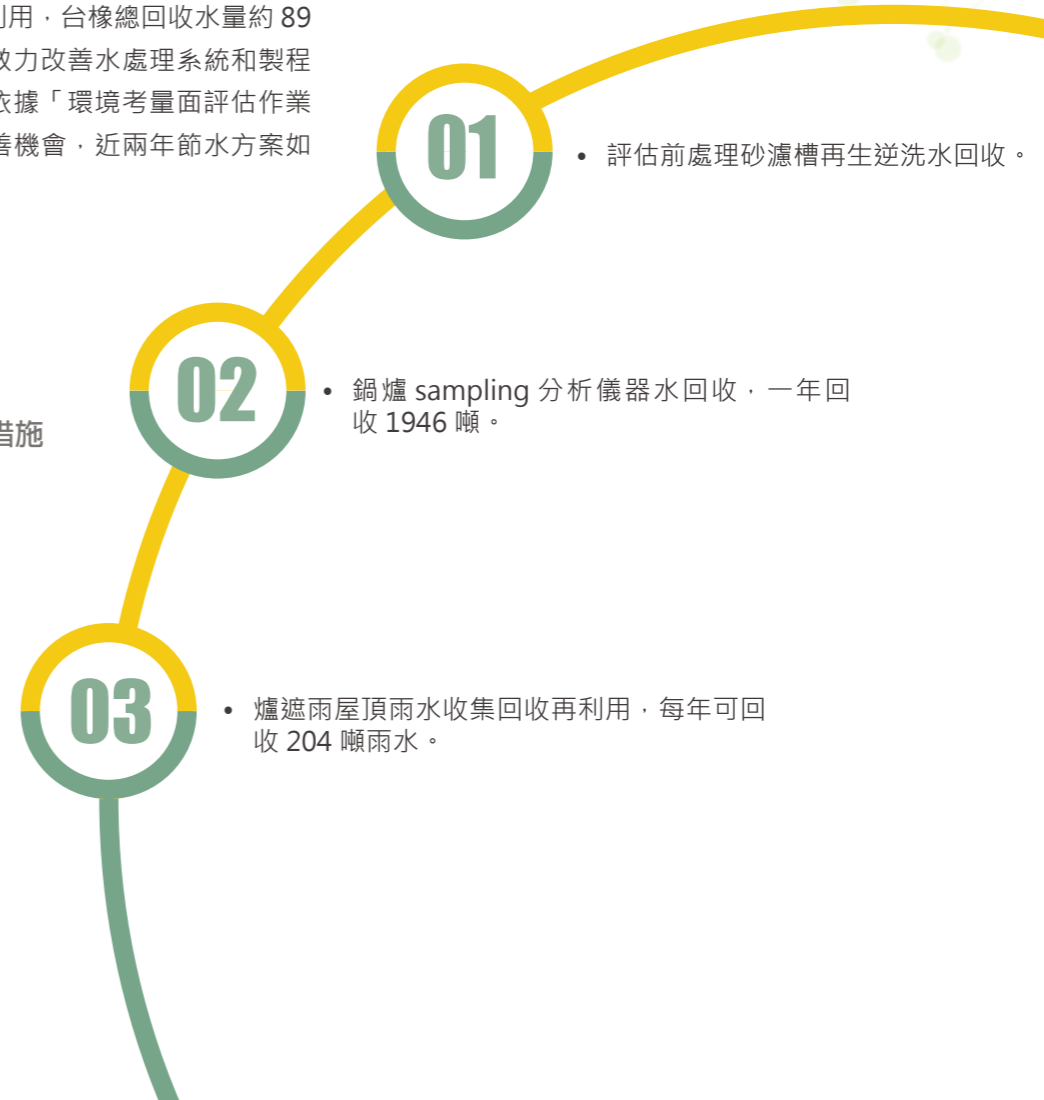 利用，台橡總回收水量約 89
致力改善水處理系統和製程
依據「環境考量面評估作業
善機會，近兩年節水方案如
01
• 評估前處理砂濾槽再生逆洗水回收。
02
• 鍋爐 sampling 分析儀器水回收，一年回
收 1946 噸。
措施
03
• 爐遮雨屋頂雨水收集回收再利用，每年可回
收 204 噸雨水。